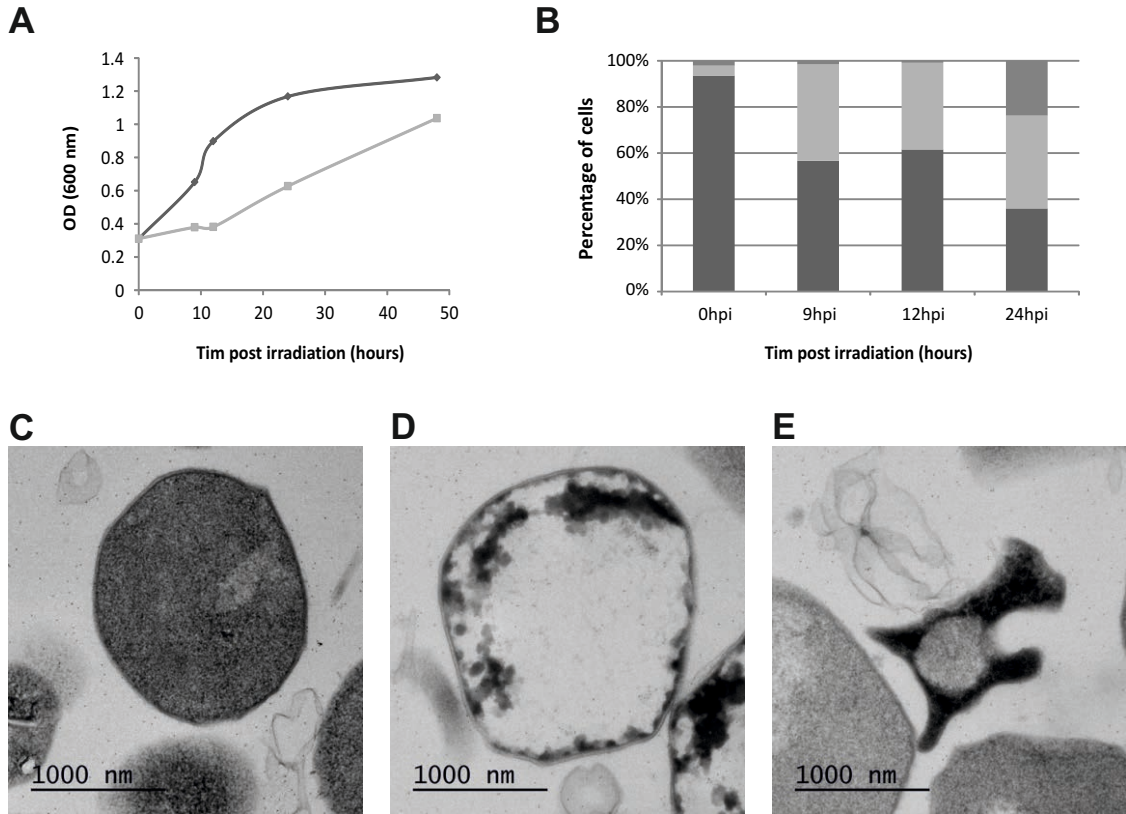 A
1.4
1.2
1
0.8
0.6
0.4
0.2
0
OD (600 nm)
0 10 20 30 40 50
Tim post irradiation (hours)
B
100%
80%
60%
40%
20%
0%
Percentage of cells
0hpi 9hpi 12hpi 24hpi
Tim post irradiation (hours)
C
1000 nm
D
1000 nm
E
1000 nm